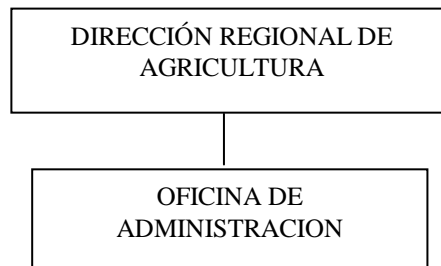 DIRECCIÓN REGIONAL DE
AGRICULTURA
OFICINA DE
ADMINISTRACION